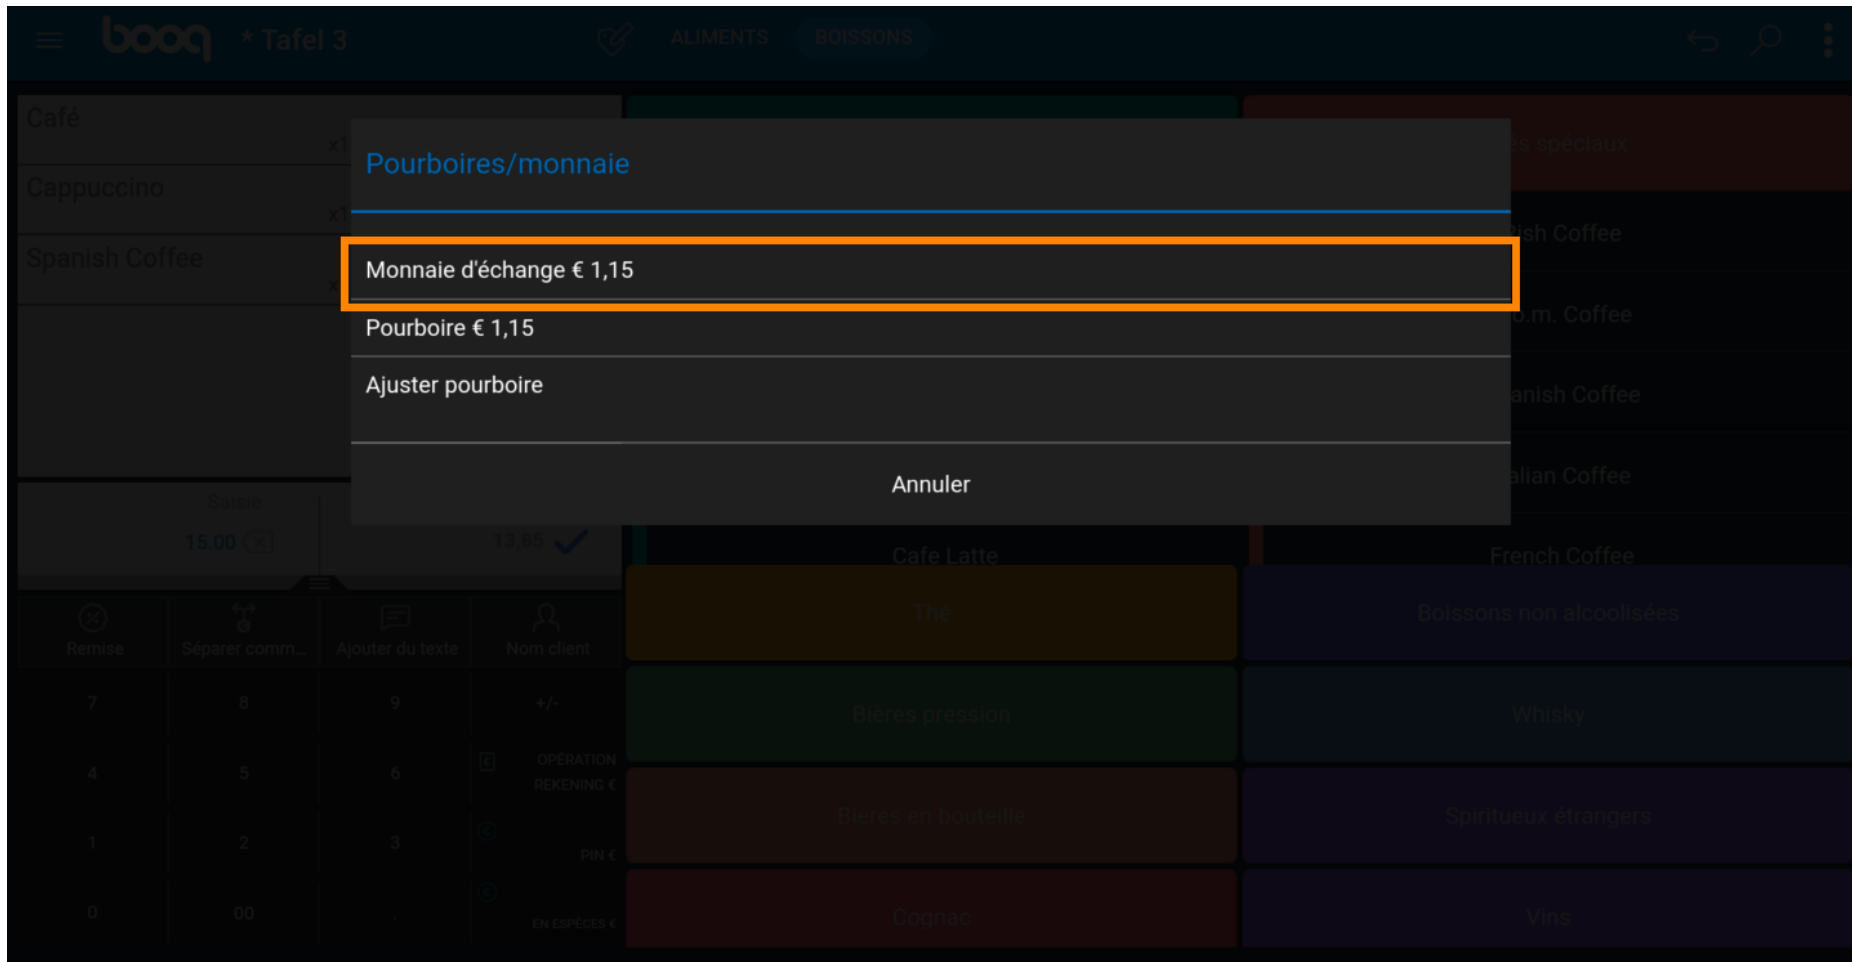 booq
* Tafel 3
ALIMENTS
BOISSONS
Café
x1
Cappuccino
x1
Spanish Coffee
x
Pourboires/monnaie
Monnaie d'échange € 1,15
Pourboire € 1,15
Ajuster pourboire
Annuler
spéciaux
ish Coffee
o.m. Coffee
anish Coffee
alian Coffee
Saisie
15.00
13,85
Cafe Latte
French Coffee
Thé
Boissons non alcoolisées
Remise
Séparer comm...
Ajouter du texte
Nom client
7 8 9 +/-
Bières pression
Whisky
4 5 6 OPÉRATION
REKENING €
Bières en bouteille
Spiritueux étrangers
1 2 3
PIN €
0 00 .
EN ESPÈCES €
Cognac
Vins